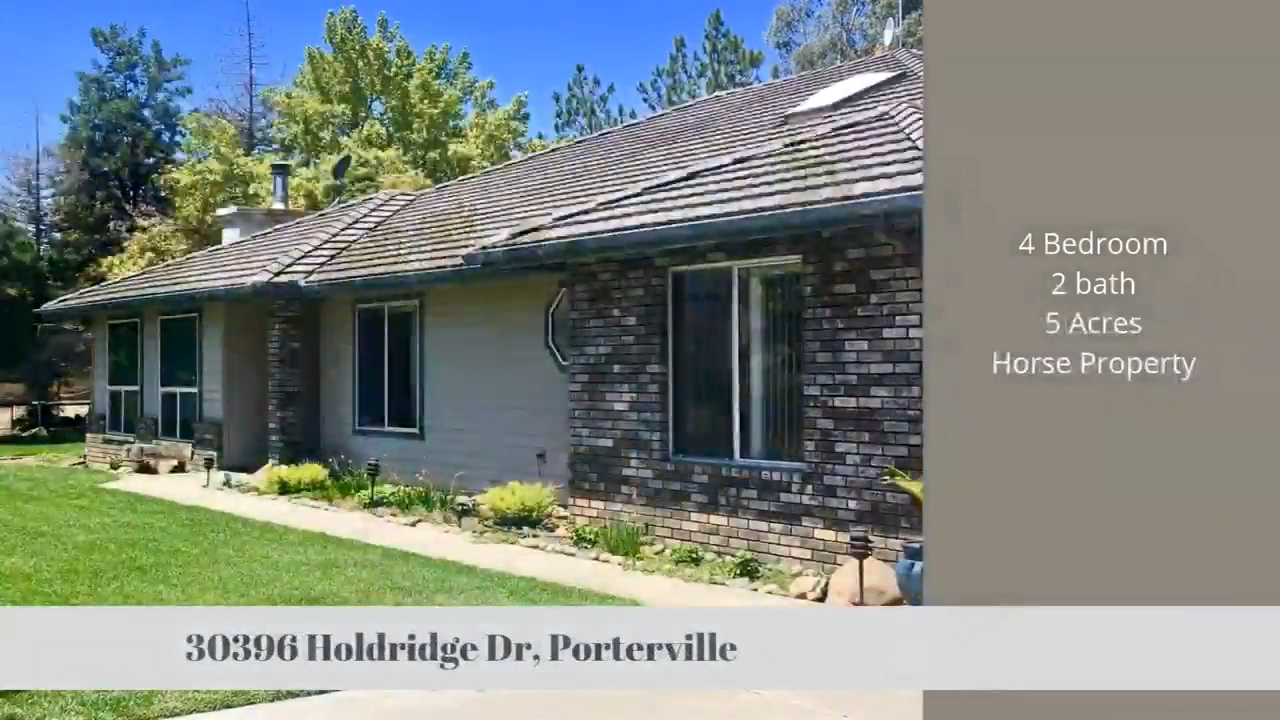 4 Bedroom
2 bath
5 Acres
Horse Property
30396 Holdridge Dr, Porterville